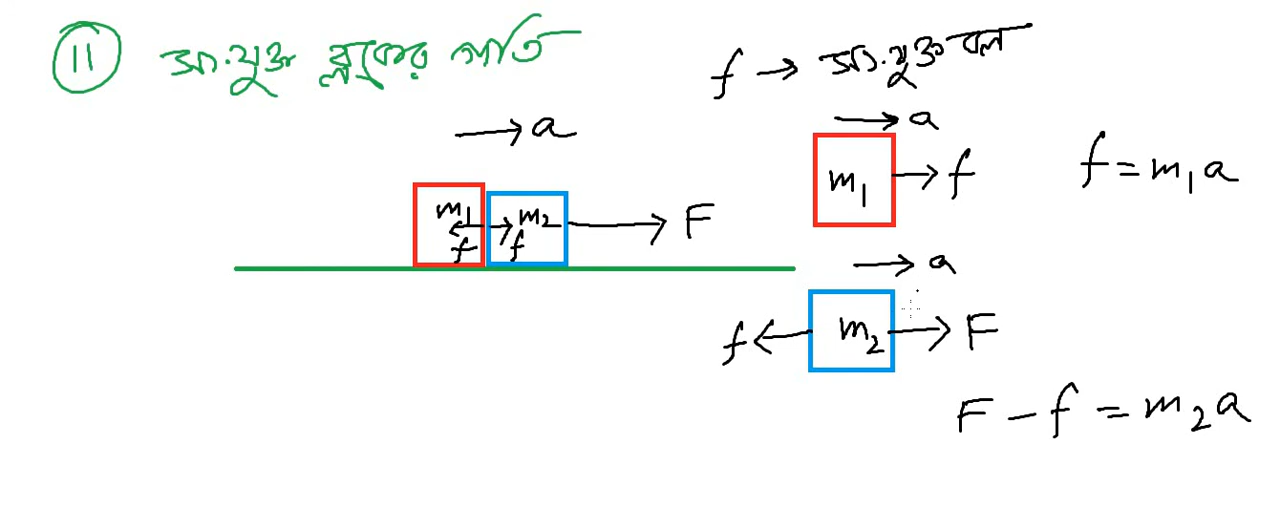 11 সংযুক্ত ব্লকের গতি
f → সংযুক্ত বল
→ a
m₁ m₂ → F
f f
→ a
m₁ → f
f = m₁a
→ a
f ← m₂ → F
F - f = m₂a